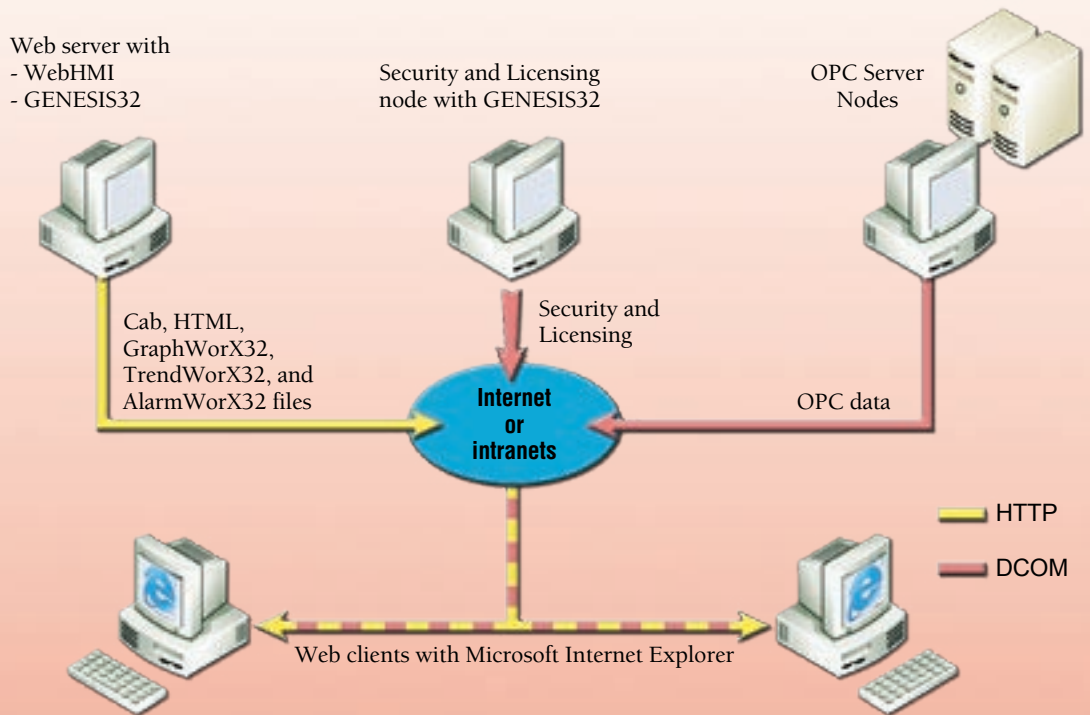 Web server with
- WebHMI
- GENESIS32
Security and Licensing
node with GENESIS32
OPC Server
Nodes
Cab, HTML,
GraphWorX32,
TrendWorX32, and
AlarmWorX32 files
Security and
Licensing
OPC data
Internet
or
intranets
HTTP
DCOM
Web clients with Microsoft Internet Explorer